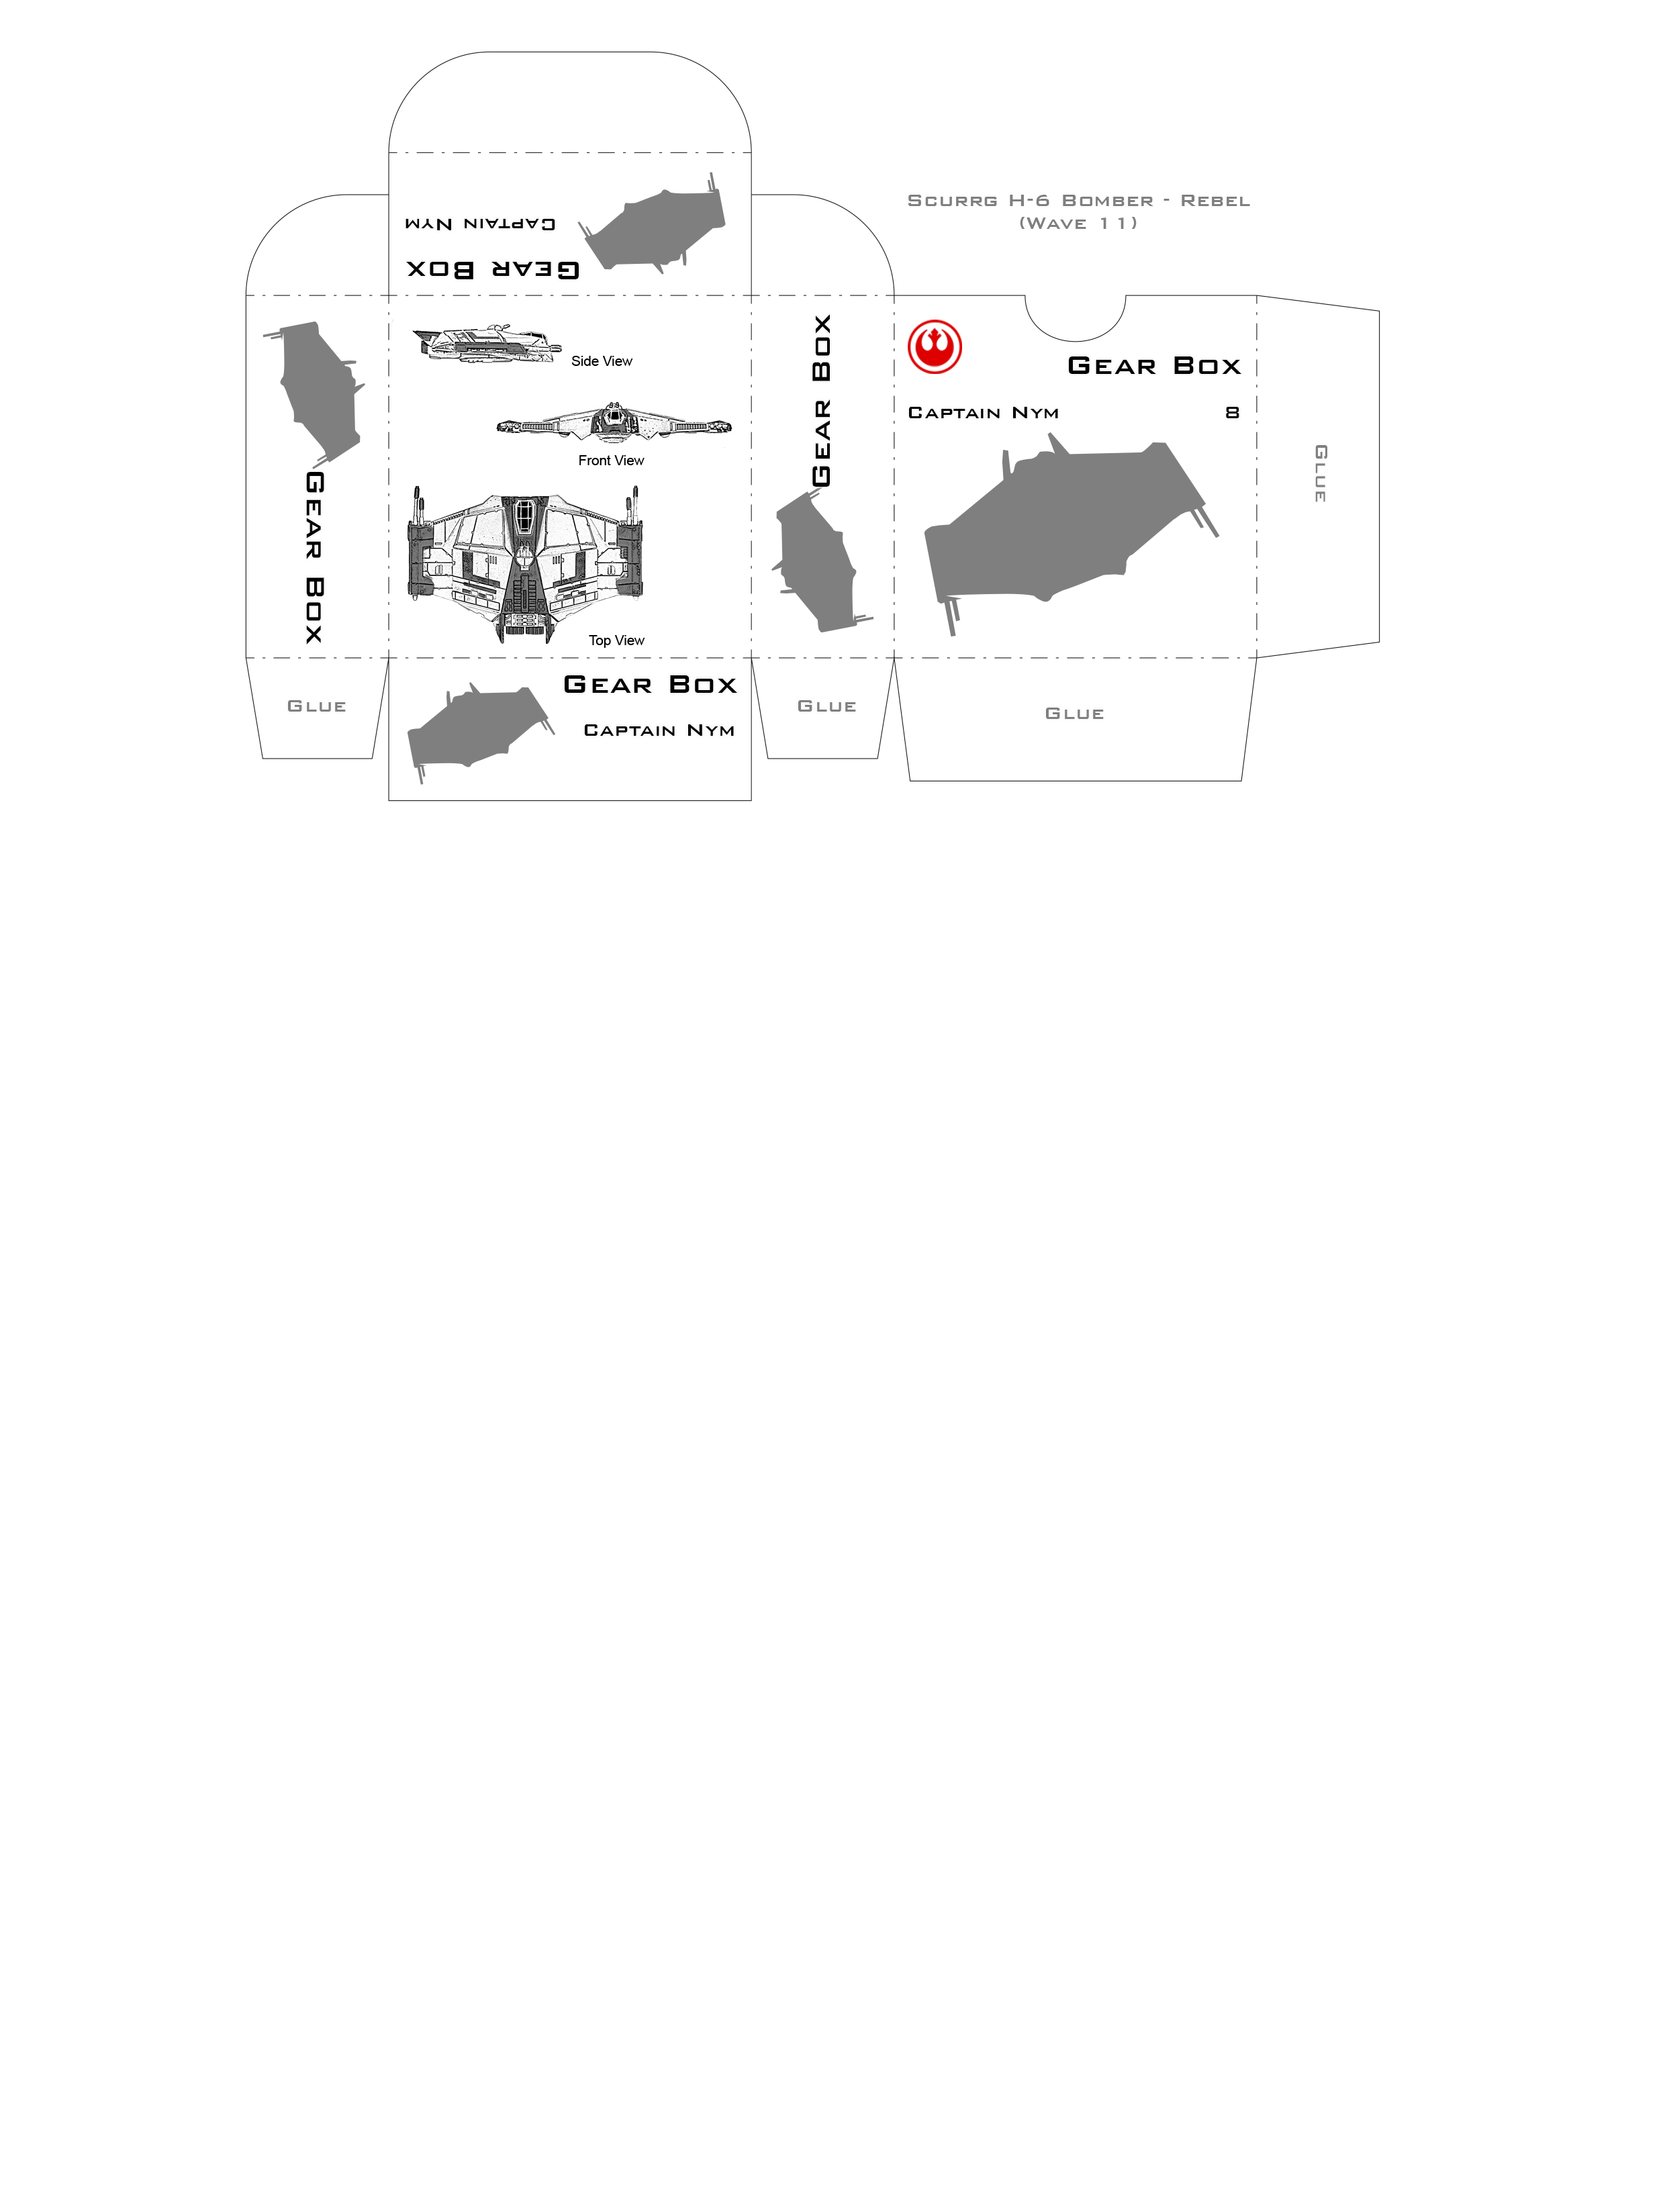 Scurrg H-6 Bomber - Rebel
(Wave 11)
Captain Nym
Gear Box
Gear Box
Side View
Front View
Top View
Gear Box
Gear Box
Captain Nym
8
Glue
Glue
Gear Box
Captain Nym
Glue
Glue